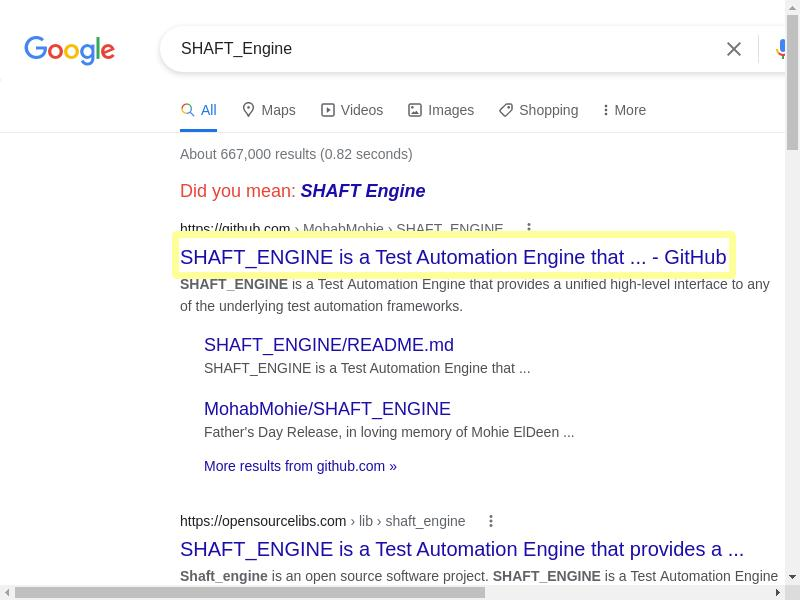 Google
SHAFT_Engine
All Maps Videos Images Shopping More
About 667,000 results (0.82 seconds)
Did you mean: SHAFT Engine
https://github.com › MohabMohie › SHAFT_ENGINE
SHAFT_ENGINE is a Test Automation Engine that ... - GitHub
SHAFT_ENGINE is a Test Automation Engine that provides a unified high-level interface to any
of the underlying test automation frameworks.
SHAFT_ENGINE/README.md
SHAFT_ENGINE is a Test Automation Engine that ...
MohabMohie/SHAFT_ENGINE
Father's Day Release, in loving memory of Mohie ElDeen ...
More results from github.com »
https://opensourcelibs.com › lib › shaft_engine
SHAFT_ENGINE is a Test Automation Engine that provides a ...
Shaft_engine is an open source software project. SHAFT_ENGINE is a Test Automation Engine